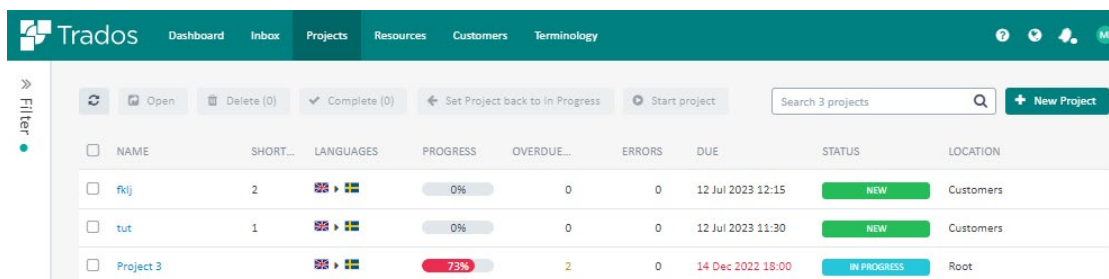 Trados Dashboard Inbox Projects Resources Customers Terminology M
Filter
Open Delete (0) Complete (0) Set Project back to In Progress Start project Search 3 projects + New Project
NAME SHORT... LANGUAGES PROGRESS OVERDUE... ERRORS DUE STATUS LOCATION
fklj 2 0% 0 0 12 Jul 2023 12:15 NEW Customers
tut 1 0% 0 0 12 Jul 2023 11:30 NEW Customers
Project 3 73% 2 0 14 Dec 2022 18:00 IN PROGRESS Root